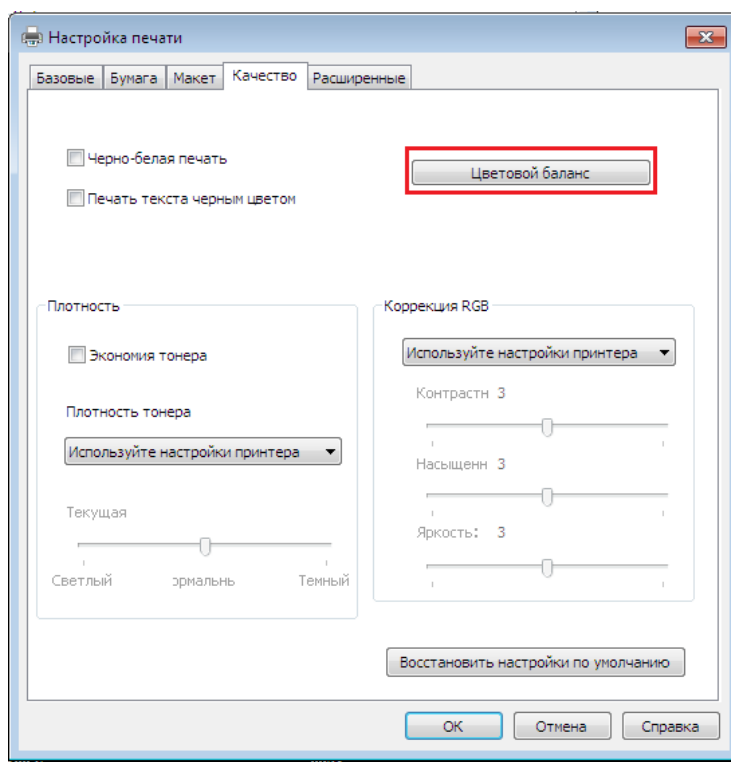 Настройка печати
Базовые Бумага Макет Качество Расширенные
Черно-белая печать
Цветовой баланс
Печать текста черным цветом
Плотность
Экономия тонера
Плотность тонера
Используйте настройки принтера
Текущая
Светлый ормальнь Темный
Коррекция RGB
Используйте настройки принтера
Контрастн 3
Насыщенн 3
Яркость: 3
Восстановить настройки по умолчанию
ОК Отмена Справка